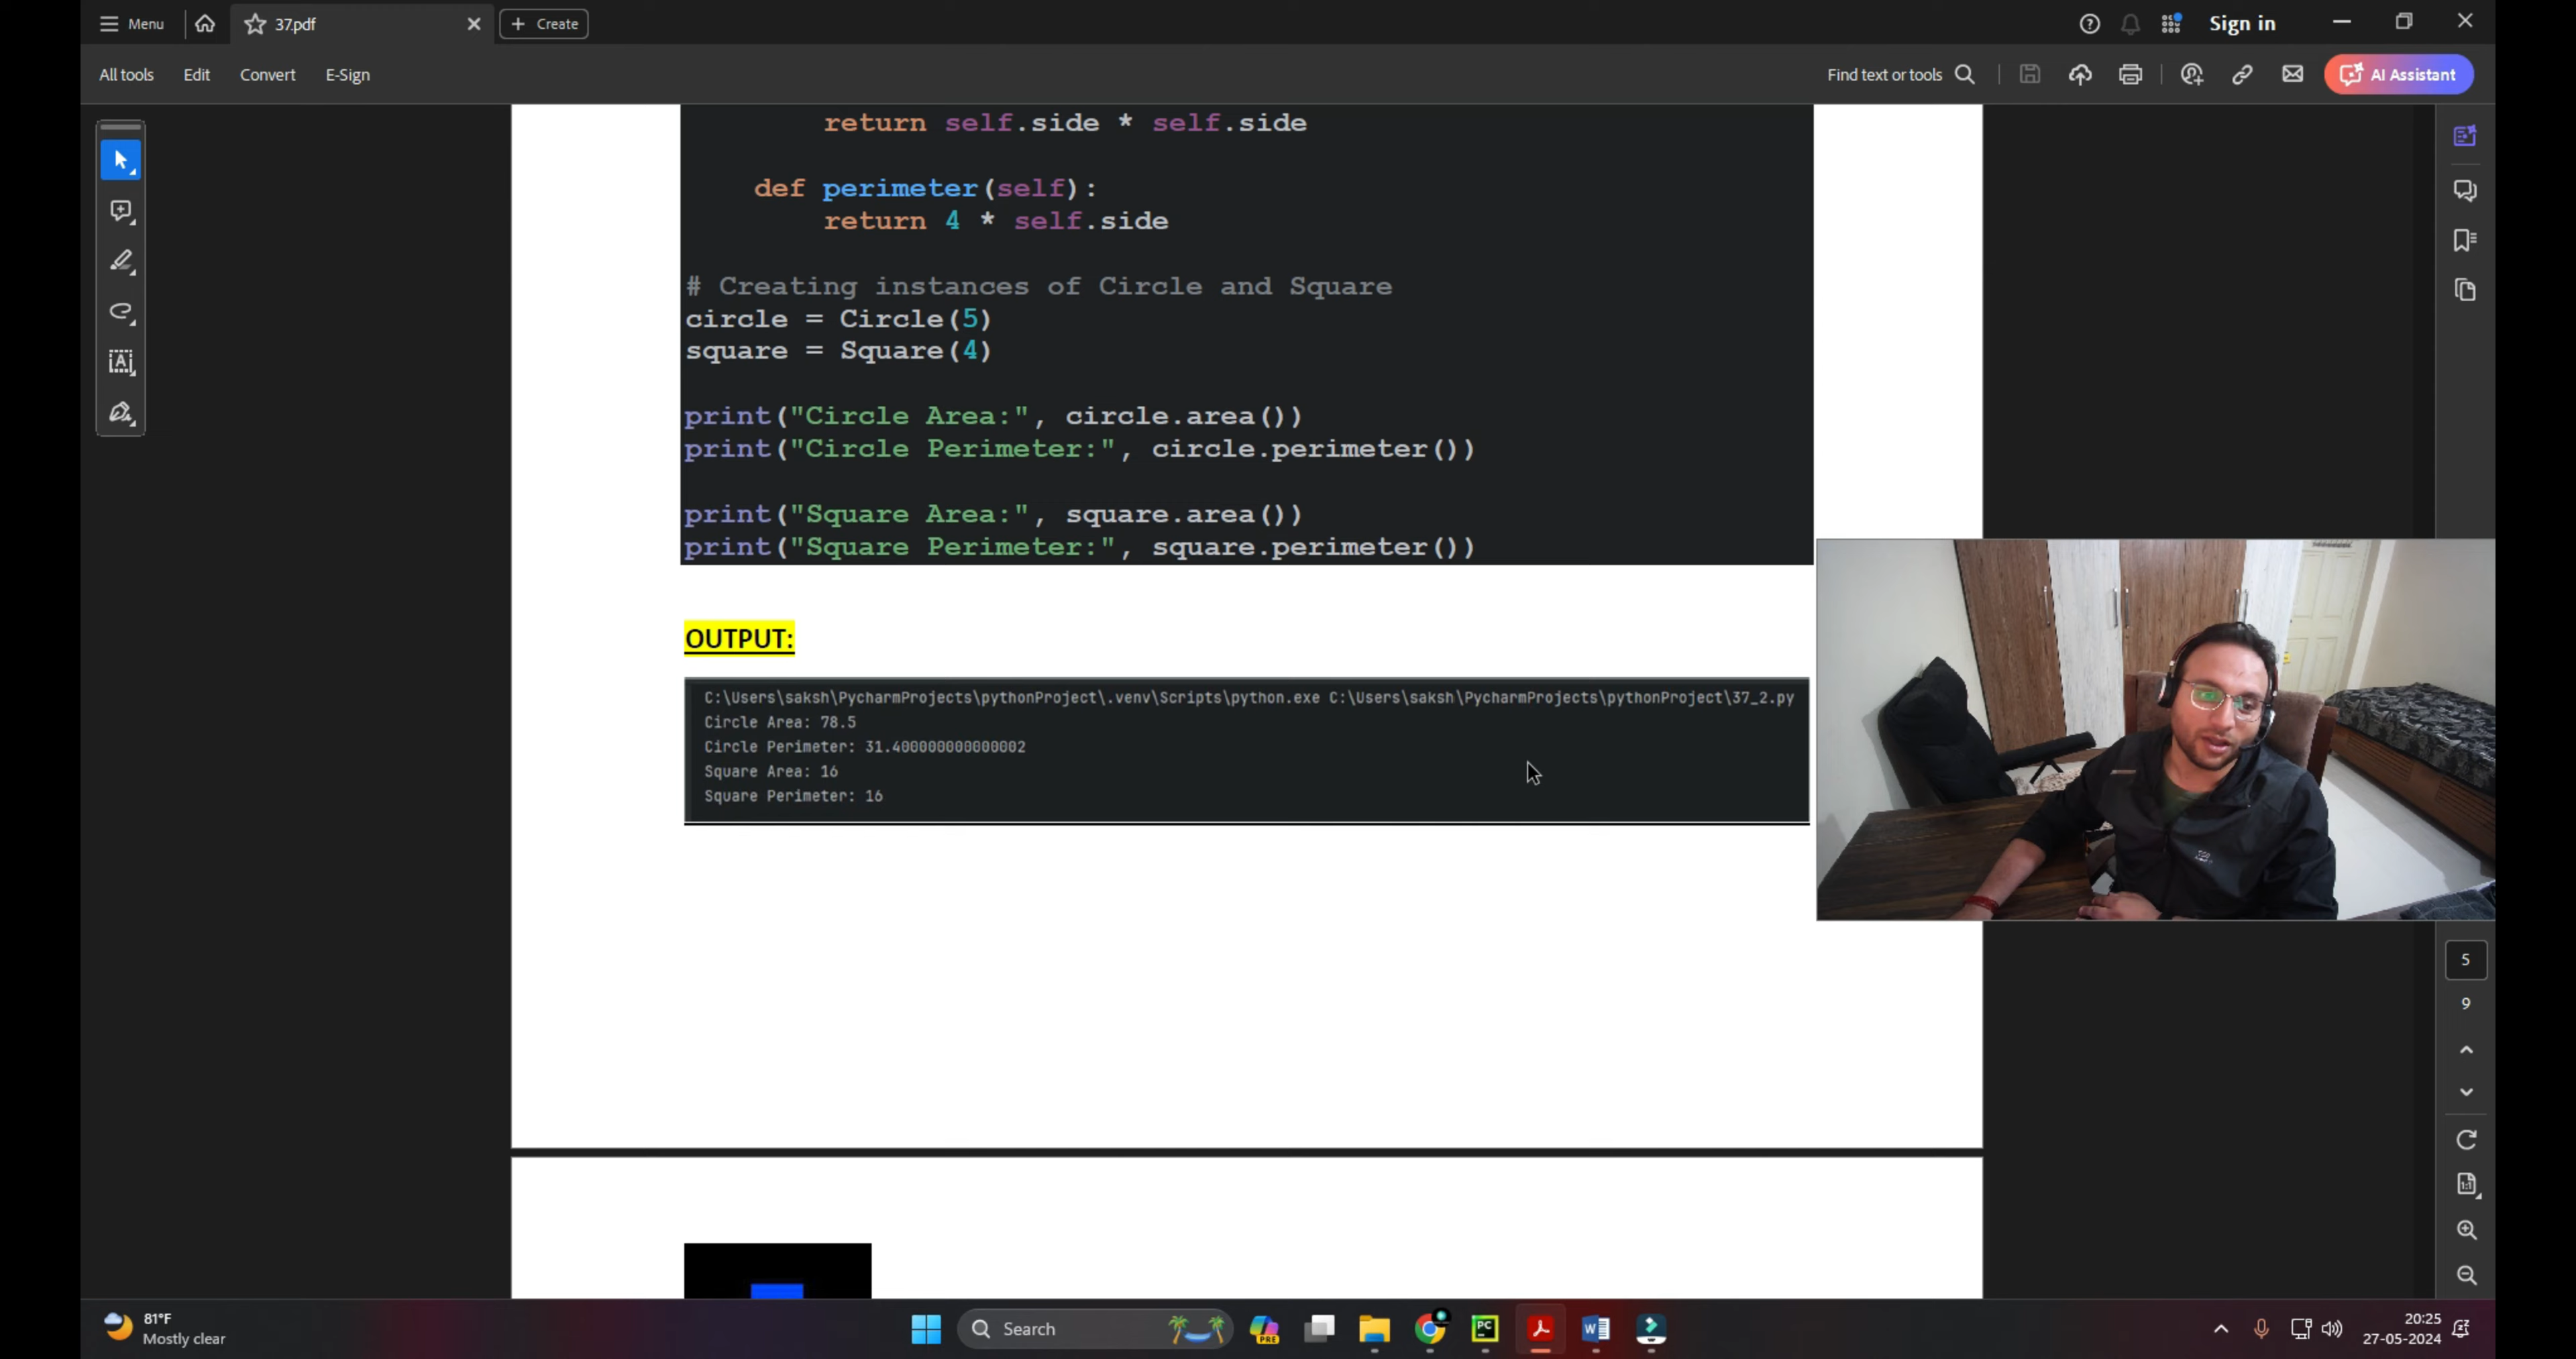 Menu
37.pdf
Create
Sign in
All tools
Edit
Convert
E-Sign
Find text or tools
AI Assistant
return self.side * self.side
def perimeter(self):
return 4 * self.side
# Creating instances of Circle and Square
circle = Circle(5)
square = Square(4)
print("Circle Area:", circle.area())
print("Circle Perimeter:", circle.perimeter())
print("Square Area:", square.area())
print("Square Perimeter:", square.perimeter())
OUTPUT:
C:\Users\saksh\PycharmProjects\pythonProject\.venv\Scripts\python.exe C:\Users\saksh\PycharmProjects\pythonProject\37_2.py
Circle Area: 78.5
Circle Perimeter: 31.400000000000002
Square Area: 16
Square Perimeter: 16
5
9
1:1
81°F
Mostly clear
Search
PRE
PC
W
20:25
27-05-2024